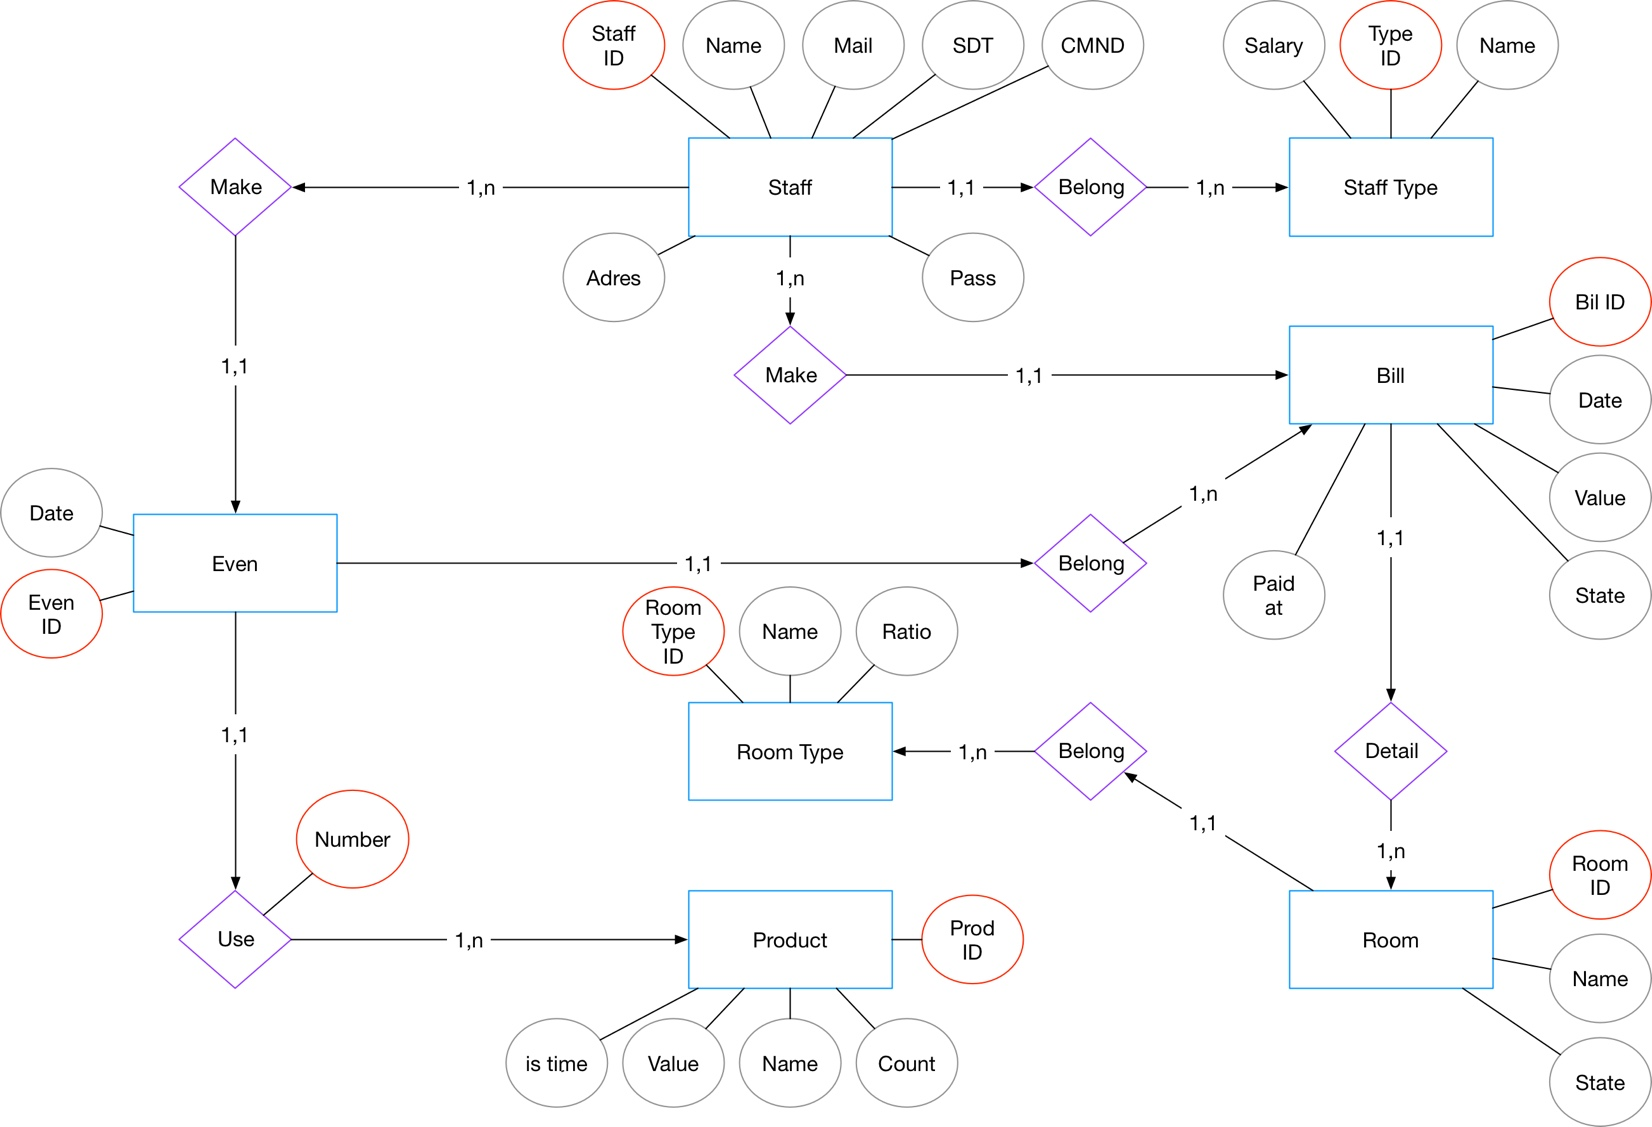 Staff
ID
Name
Mail
SDT
CMND
Salary
Type
ID
Name
Make
1,n
Staff
1,1
Belong
1,n
Staff Type
Adres
1,n
Pass
Bil ID
1,1
Make
1,1
Bill
Date
Date
1,n
Value
1,1
Even
1,1
Belong
Paid
at
State
Even
ID
Room
Type
ID
Name
Ratio
1,1
Room Type
1,n
Belong
Detail
Number
1,1
1,n
Room
ID
Use
1,n
Product
Prod
ID
Room
Name
is time
Value
Name
Count
State